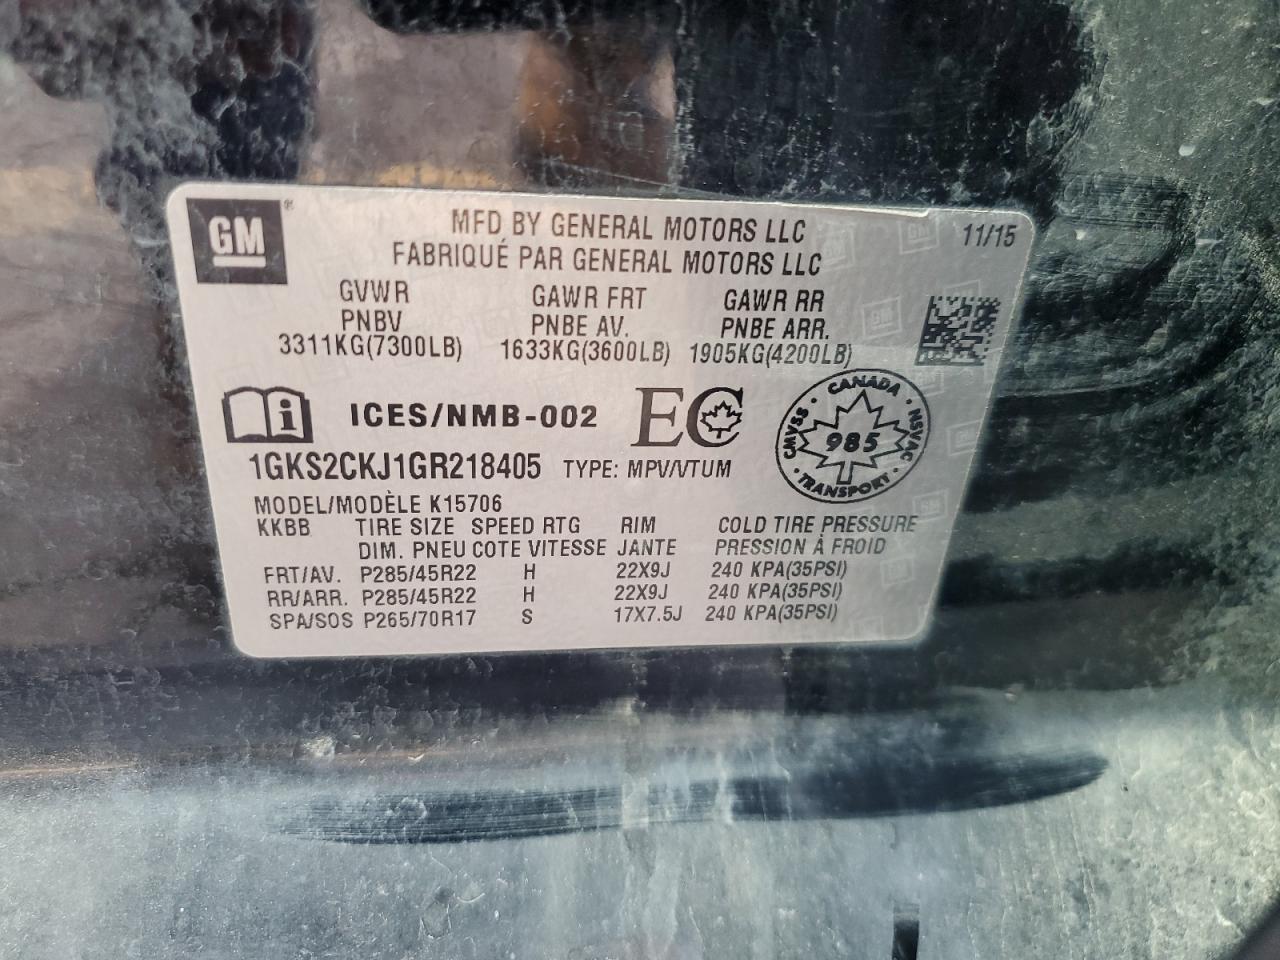 GM®
MFD BY GENERAL MOTORS LLC 11/15
FABRIQUÉ PAR GENERAL MOTORS LLC
GVWR GAWR FRT GAWR RR
PNBV PNBE AV. PNBE ARR.
3311KG(7300LB) 1633KG(3600LB) 1905KG(4200LB)
i ICES/NMB-002 EC
CANADA
CMVSS 985 NSVAC
TRANSPORT
1GKS2CKJ1GR218405 TYPE: MPV/VTUM
MODEL/MODÈLE K15706
KKBB TIRE SIZE SPEED RTG RIM COLD TIRE PRESSURE
DIM. PNEU COTE VITESSE JANTE PRESSION À FROID
FRT/AV. P285/45R22 H 22X9J 240 KPA(35PSI)
RR/ARR. P285/45R22 H 22X9J 240 KPA(35PSI)
SPA/SOS P265/70R17 S 17X7.5J 240 KPA(35PSI)